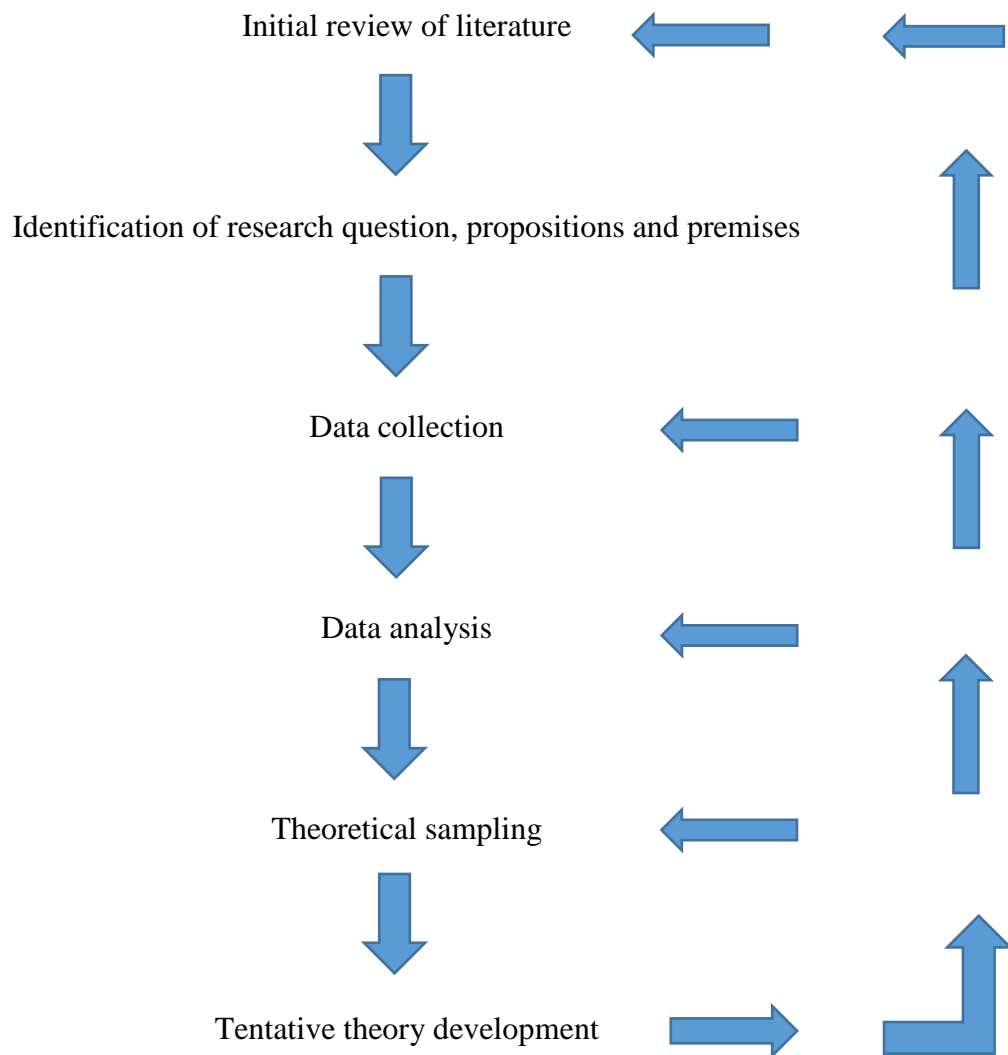 Initial review of literature
Identification of research question, propositions and premises
Data collection
Data analysis
Theoretical sampling
Tentative theory development